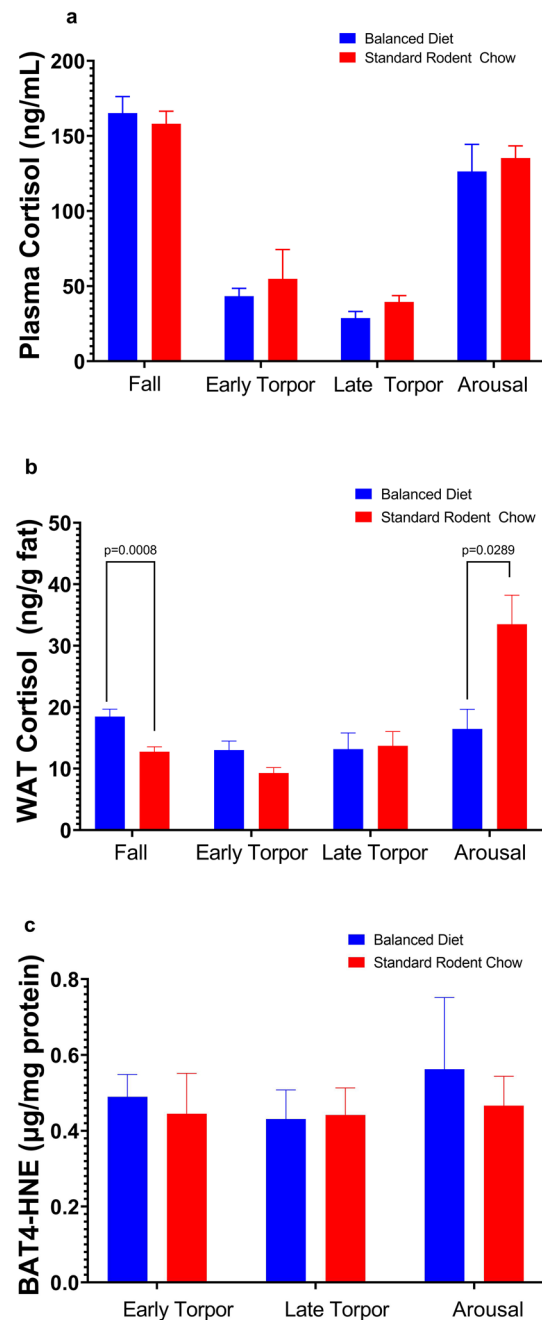 a
Balanced Diet
Standard Rodent Chow
Plasma Cortisol (ng/mL)
200
150
100
50
0
Fall
Early Torpor
Late Torpor
Arousal
b
Balanced Diet
Standard Rodent Chow
WAT Cortisol (ng/g fat)
50
40
30
20
10
0
p=0.0008
p=0.0289
Fall
Early Torpor
Late Torpor
Arousal
c
Balanced Diet
Standard Rodent Chow
BAT4-HNE (µg/mg protein)
0.8
0.6
0.4
0.2
0.0
Early Torpor
Late Torpor
Arousal